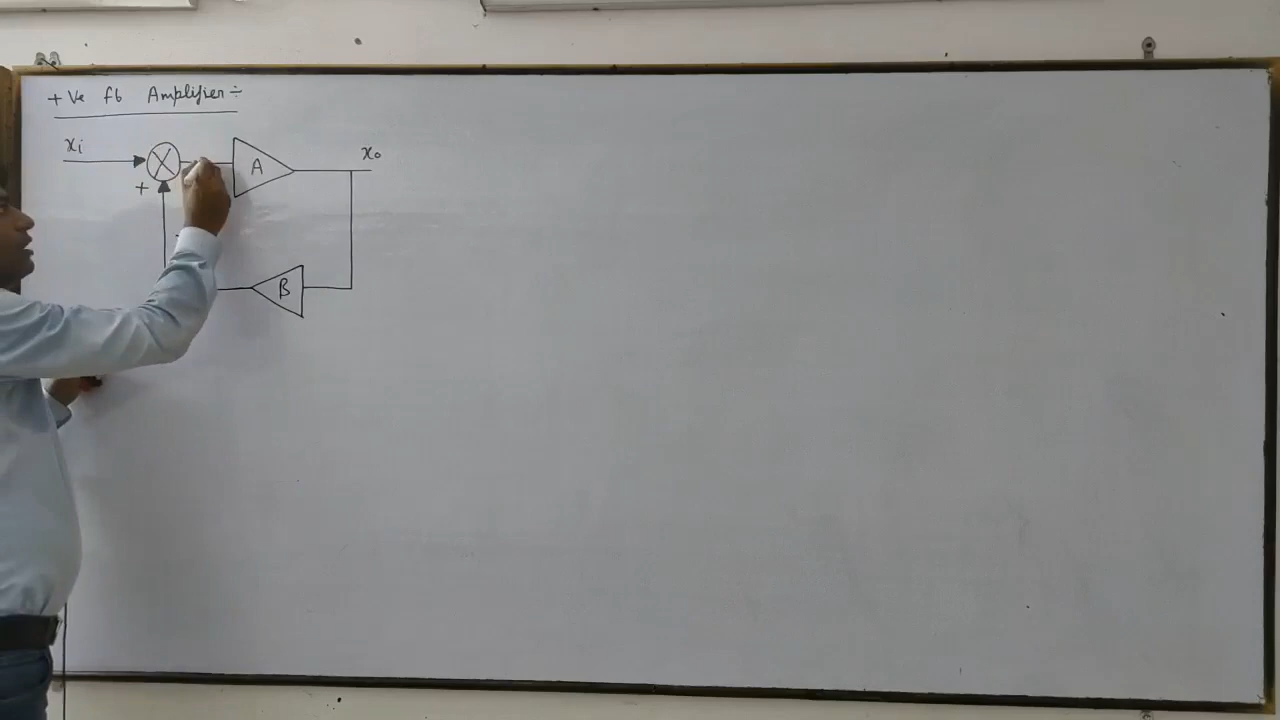 + Ve fb Amplifier ÷
xi
A
xo
+
β